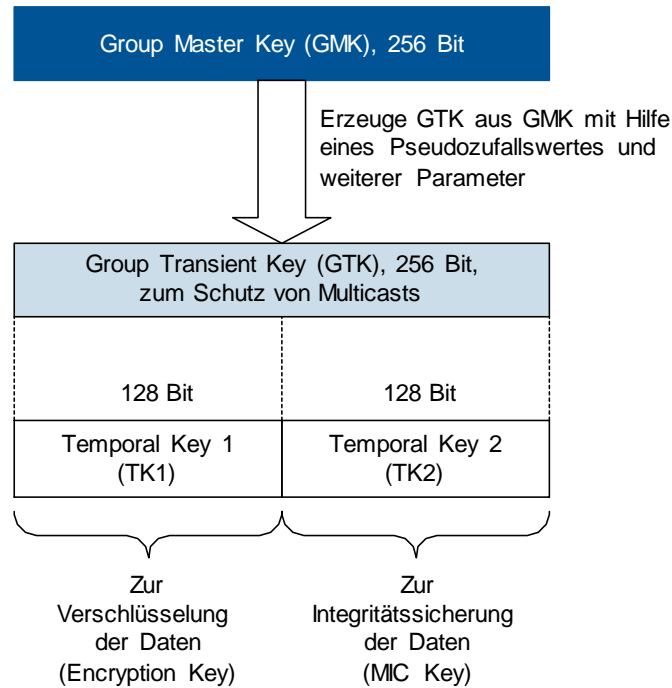 Group Master Key (GMK), 256 Bit
Erzeuge GTK aus GMK mit Hilfe
eines Pseudozufallswertes und
weiterer Parameter
Group Transient Key (GTK), 256 Bit,
zum Schutz von Multicasts
128 Bit
128 Bit
Temporal Key 1
(TK1)
Temporal Key 2
(TK2)
Zur
Verschlüsselung
der Daten
(Encryption Key)
Zur
Integritätssicherung
der Daten
(MIC Key)